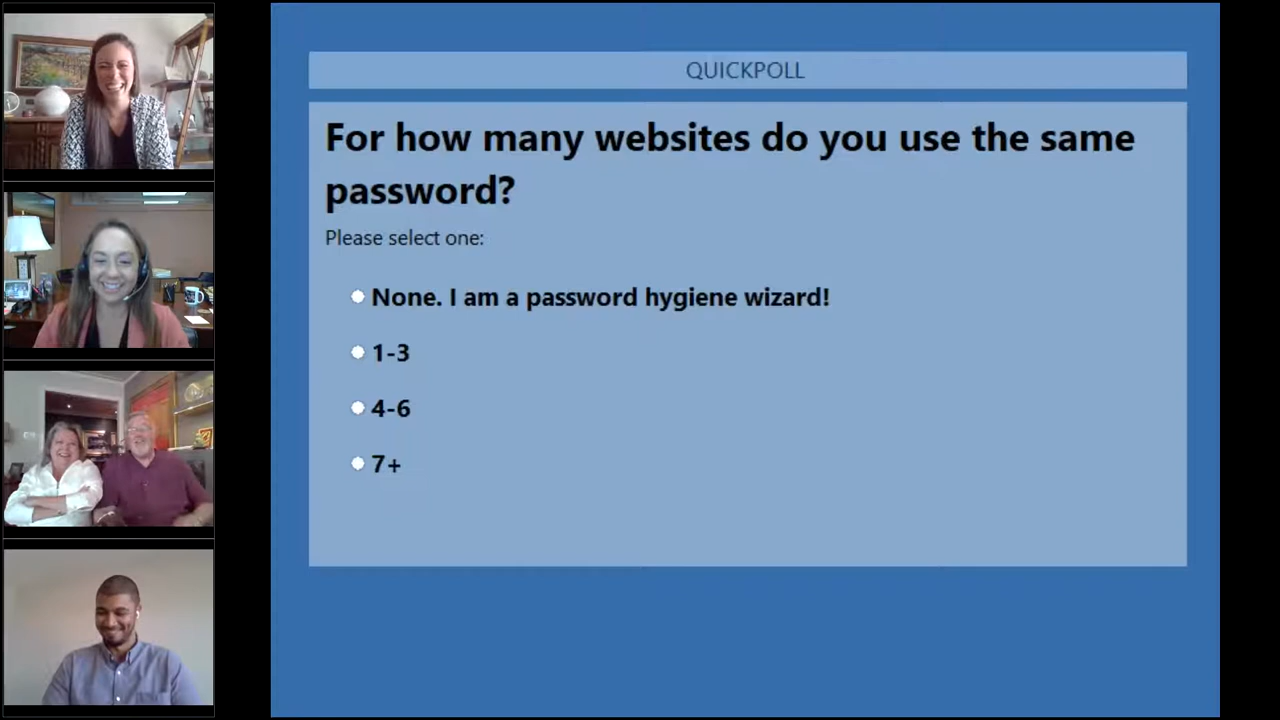 QUICKPOLL
For how many websites do you use the same
password?
Please select one:
None. I am a password hygiene wizard!
1-3
4-6
7+